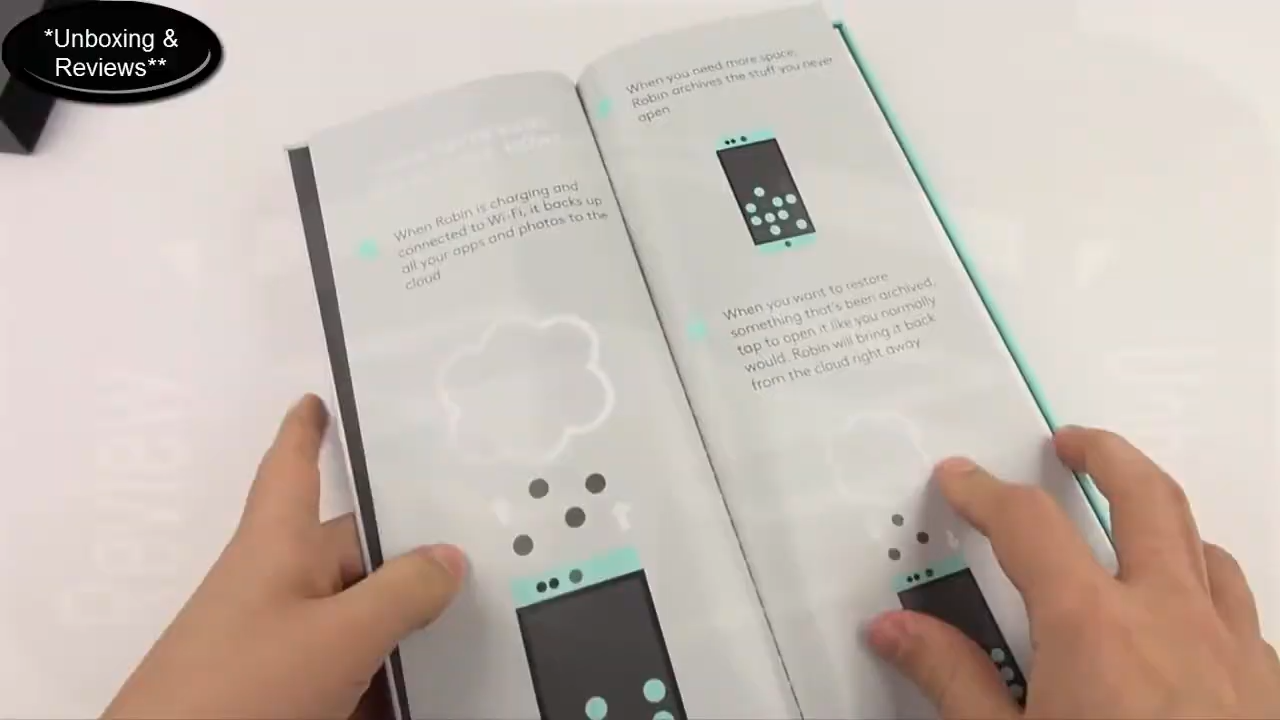 *Unboxing &
Reviews**
When Robin is charging and
connected to Wi-Fi, it backs up
all your apps and photos to the
cloud
When you need more space,
Robin archives the stuff you never
open
When you want to restore
something that's been archived,
tap to open it like you normally
would. Robin will bring it back
from the cloud right away